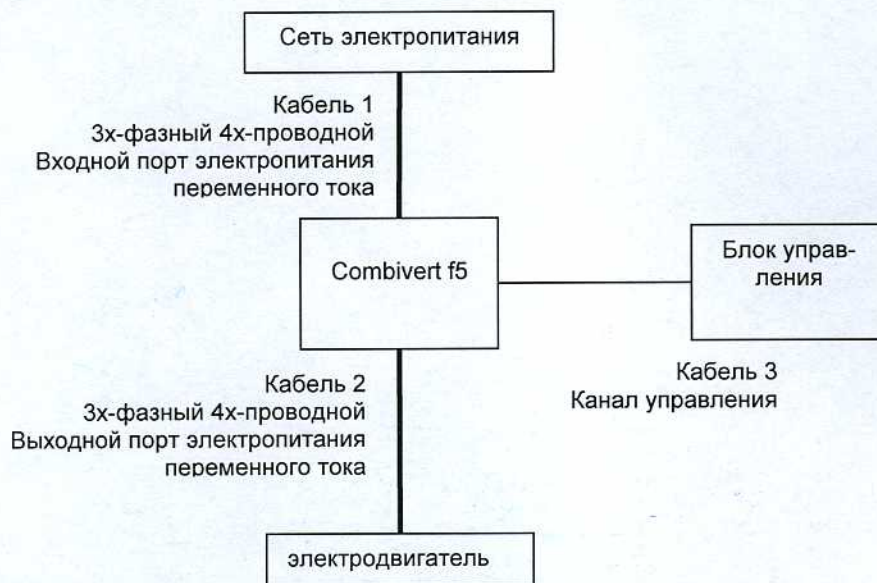 Сеть электропитания
Кабель 1
3х-фазный 4х-проводной
Входной порт электропитания
переменного тока
Combivert f5
Блок управ-
ления
Кабель 2
3х-фазный 4х-проводной
Выходной порт электропитания
переменного тока
Кабель 3
Канал управления
электродвигатель